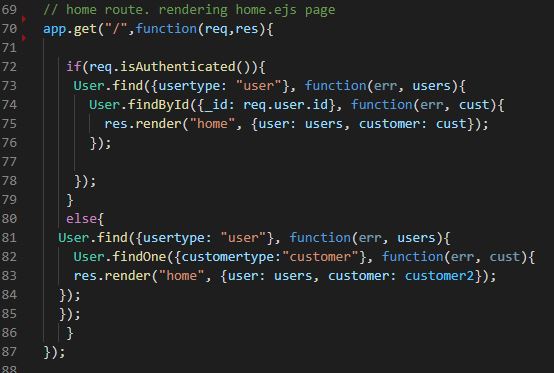 69 // home route. rendering home.ejs page
70 app.get("/",function(req,res){
71
72 if(req.isAuthenticated()){
73 User.find({usertype: "user"}, function(err, users){
74 User.findById({_id: req.user.id}, function(err, cust){
75 res.render("home", {user: users, customer: cust});
76 });
77
78 });
79 }
80 else{
81 User.find({usertype: "user"}, function(err, users){
82 User.findOne({customertype:"customer"}, function(err, cust){
83 res.render("home", {user: users, customer: customer2});
84 });
85 });
86 }
87 });
88